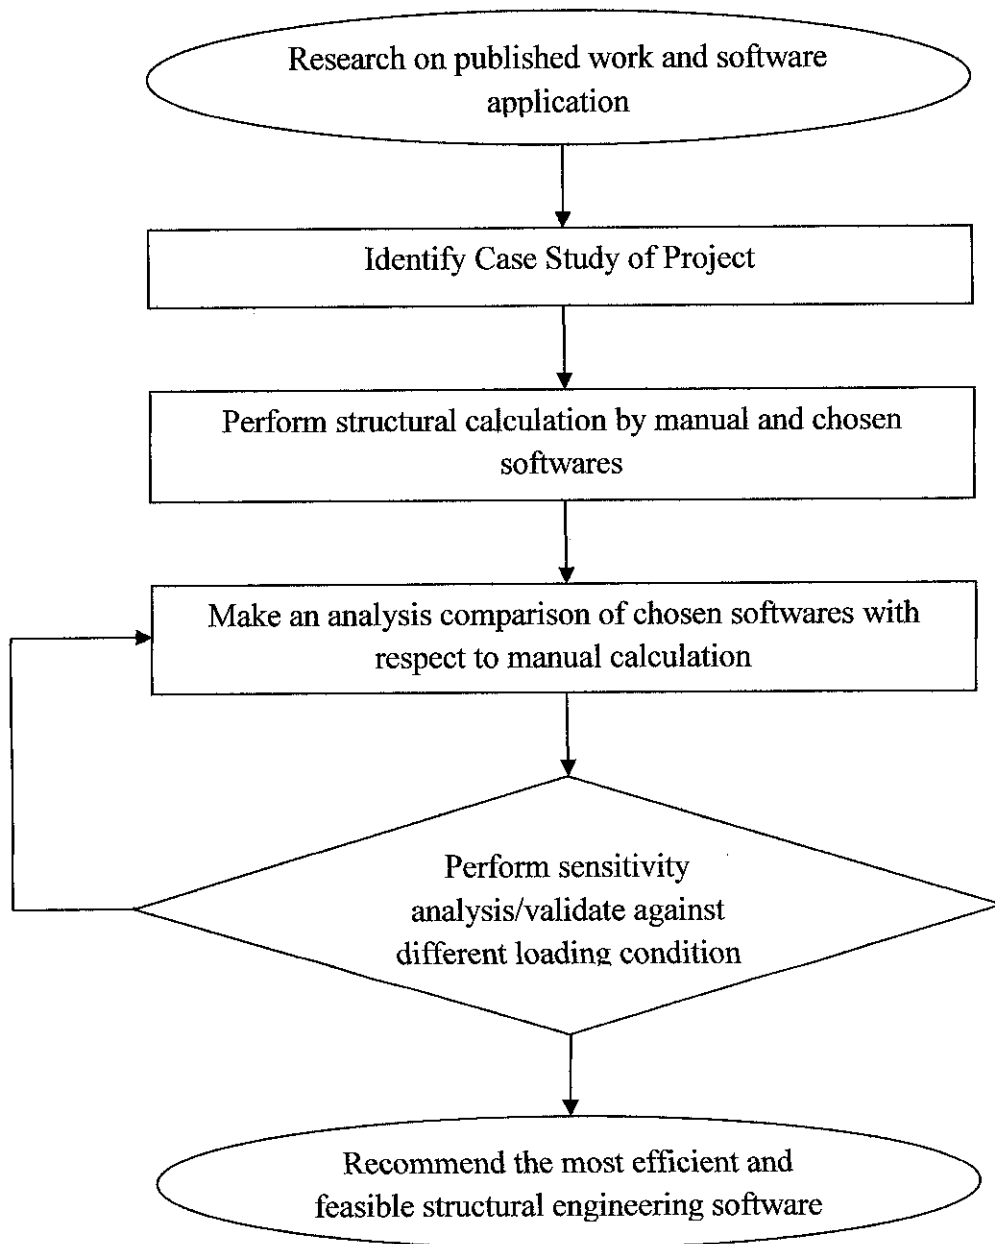 Research on published work and software
application
Identify Case Study of Project
Perform structural calculation by manual and chosen
softwares
Make an analysis comparison of chosen softwares with
respect to manual calculation
Perform sensitivity
analysis/validate against
different loading condition
Recommend the most efficient and
feasible structural engineering software